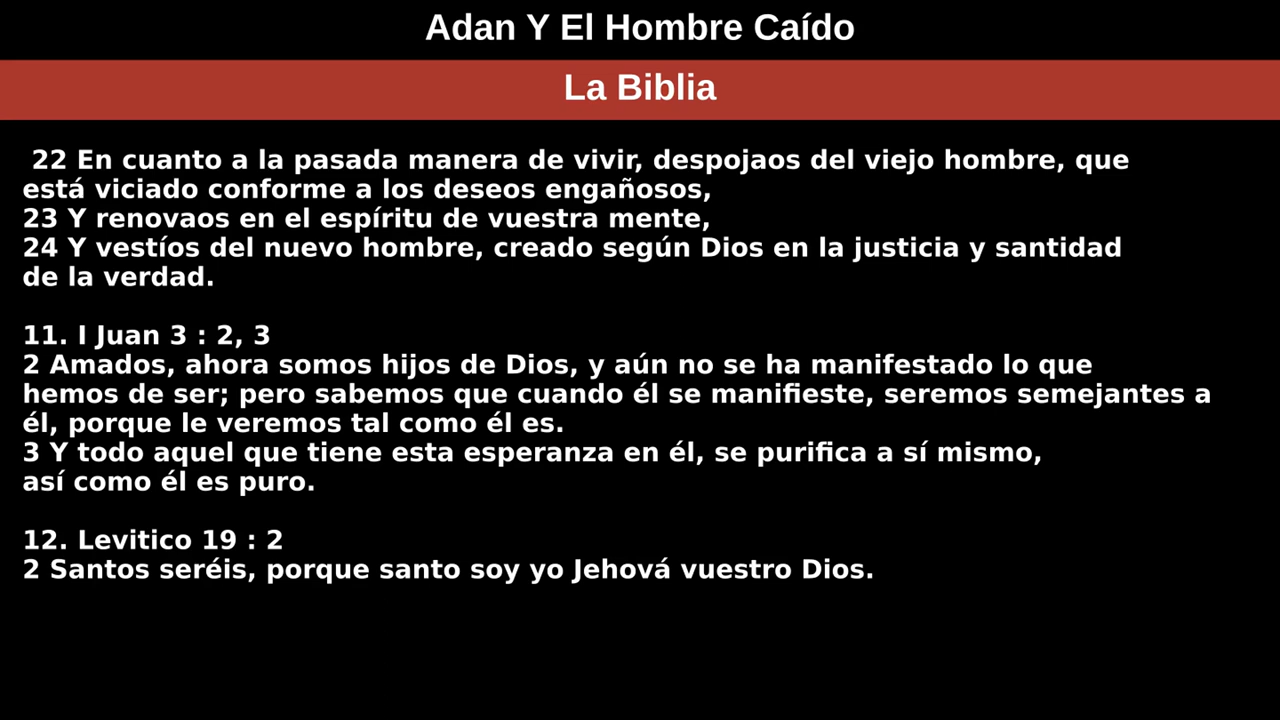 Adan Y El Hombre Caído
La Biblia
22 En cuanto a la pasada manera de vivir, despojaos del viejo hombre, que
está viciado conforme a los deseos engañosos,
23 Y renovaos en el espíritu de vuestra mente,
24 Y vestíos del nuevo hombre, creado según Dios en la justicia y santidad
de la verdad.
11. I Juan 3 : 2, 3
2 Amados, ahora somos hijos de Dios, y aún no se ha manifestado lo que
hemos de ser; pero sabemos que cuando él se manifieste, seremos semejantes a
él, porque le veremos tal como él es.
3 Y todo aquel que tiene esta esperanza en él, se purifica a sí mismo,
así como él es puro.
12. Levitico 19 : 2
2 Santos seréis, porque santo soy yo Jehová vuestro Dios.